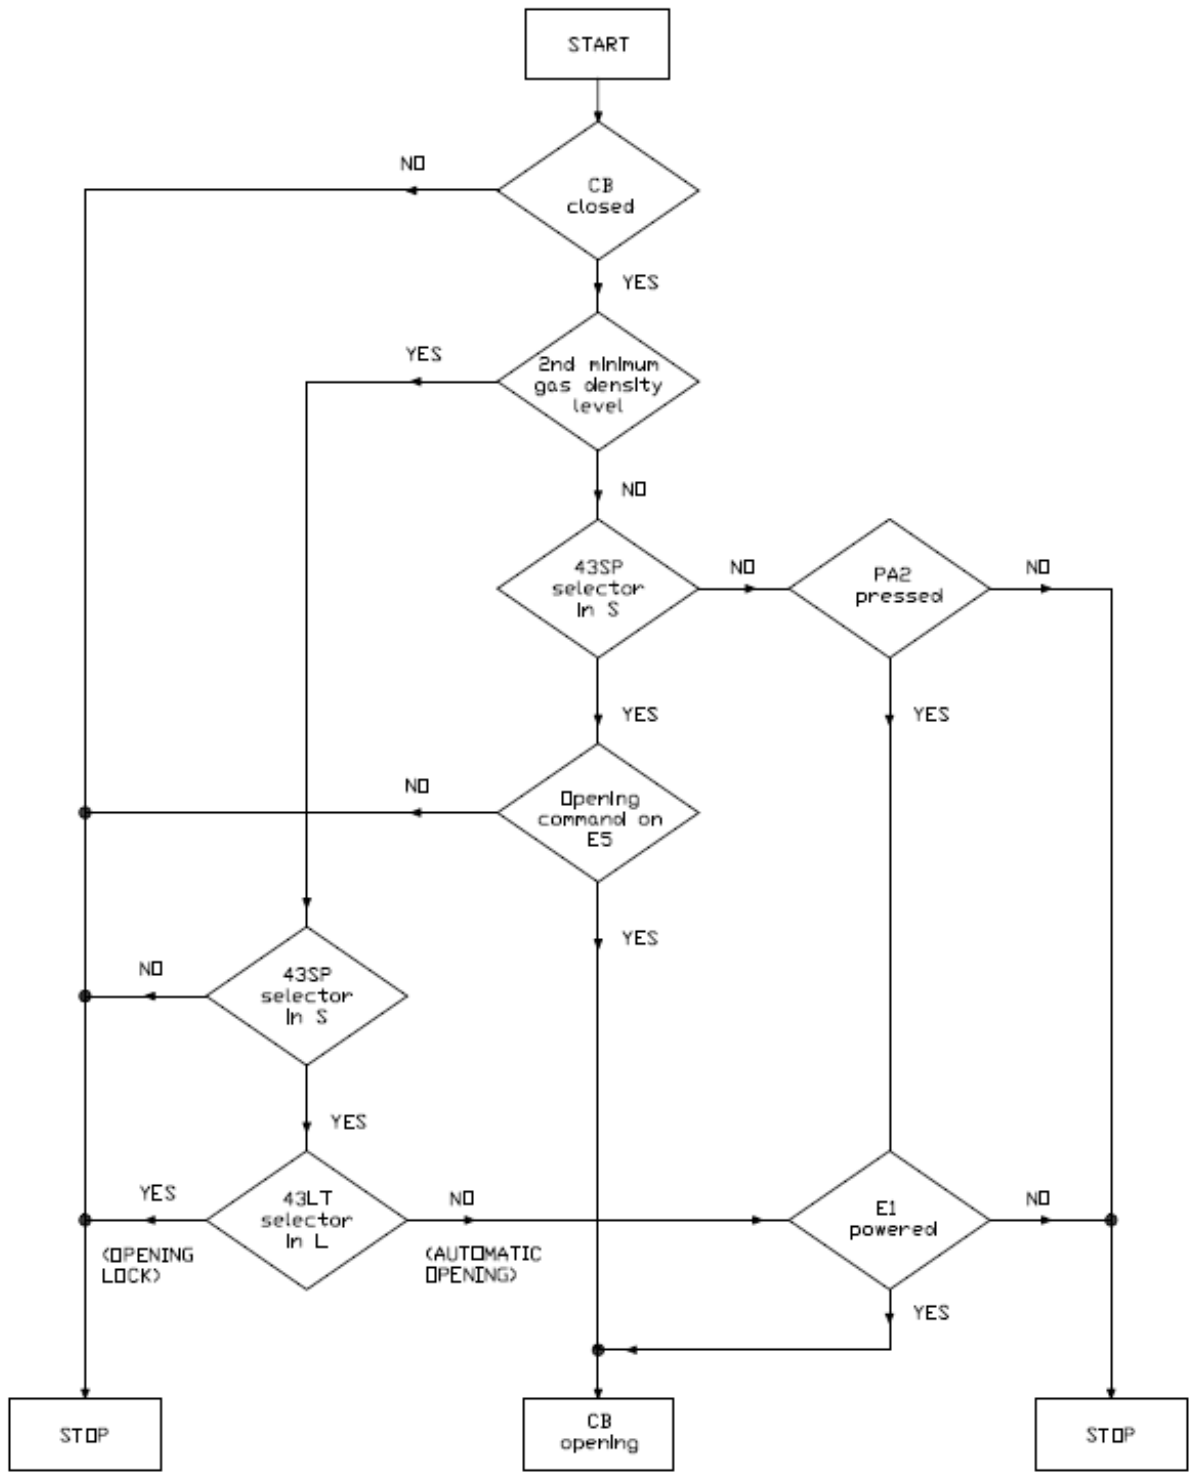 START
NO
CB
closed
YES
YES
2nd minimum
gas density
level
NO
43SP
selector
in S
NO
PA2
pressed
NO
YES
YES
NO
Opening
command on
E5
YES
NO
43SP
selector
in S
YES
YES
43LT
selector
in L
NO
E1
powered
NO
(OPENING
LOCK)
(AUTOMATIC
OPENING)
YES
STOP
CB
opening
STOP